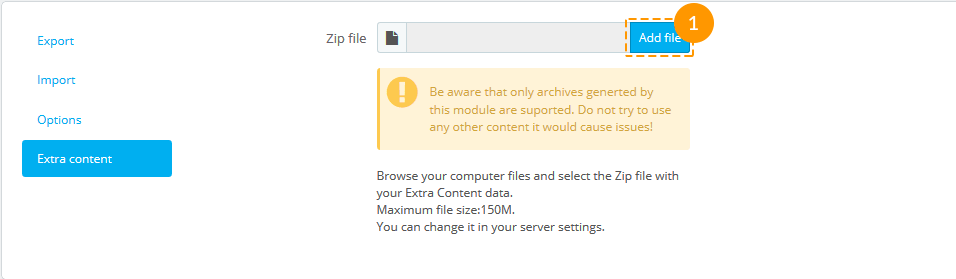 Export
Import
Options
Extra content
Zip file
Add file
1
Be aware that only archives generted by
this module are suported. Do not try to use
any other content it would cause issues!
Browse your computer files and select the Zip file with
your Extra Content data.
Maximum file size:150M.
You can change it in your server settings.